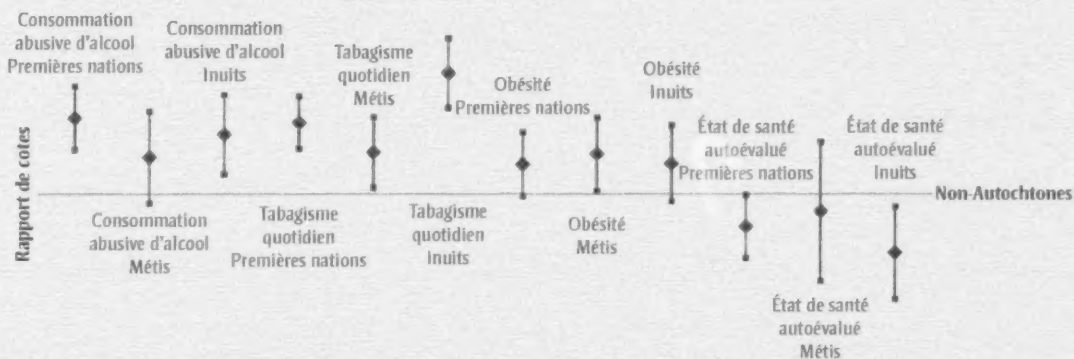 Consommation
abusive d'alcool
Premières nations
Consommation
abusive d'alcool
Inuits
Tabagisme
quotidien
Métis
Obésité
Premières nations
Obésité
Inuits
État de santé
autoévalué
Premières nations
État de santé
autoévalué
Inuits
Rapport de cotes
Non-Autochtones
Consommation
abusive d'alcool
Métis
Tabagisme
quotidien
Premières nations
Tabagisme
quotidien
Inuits
Obésité
Métis
État de santé
autoévalué
Métis